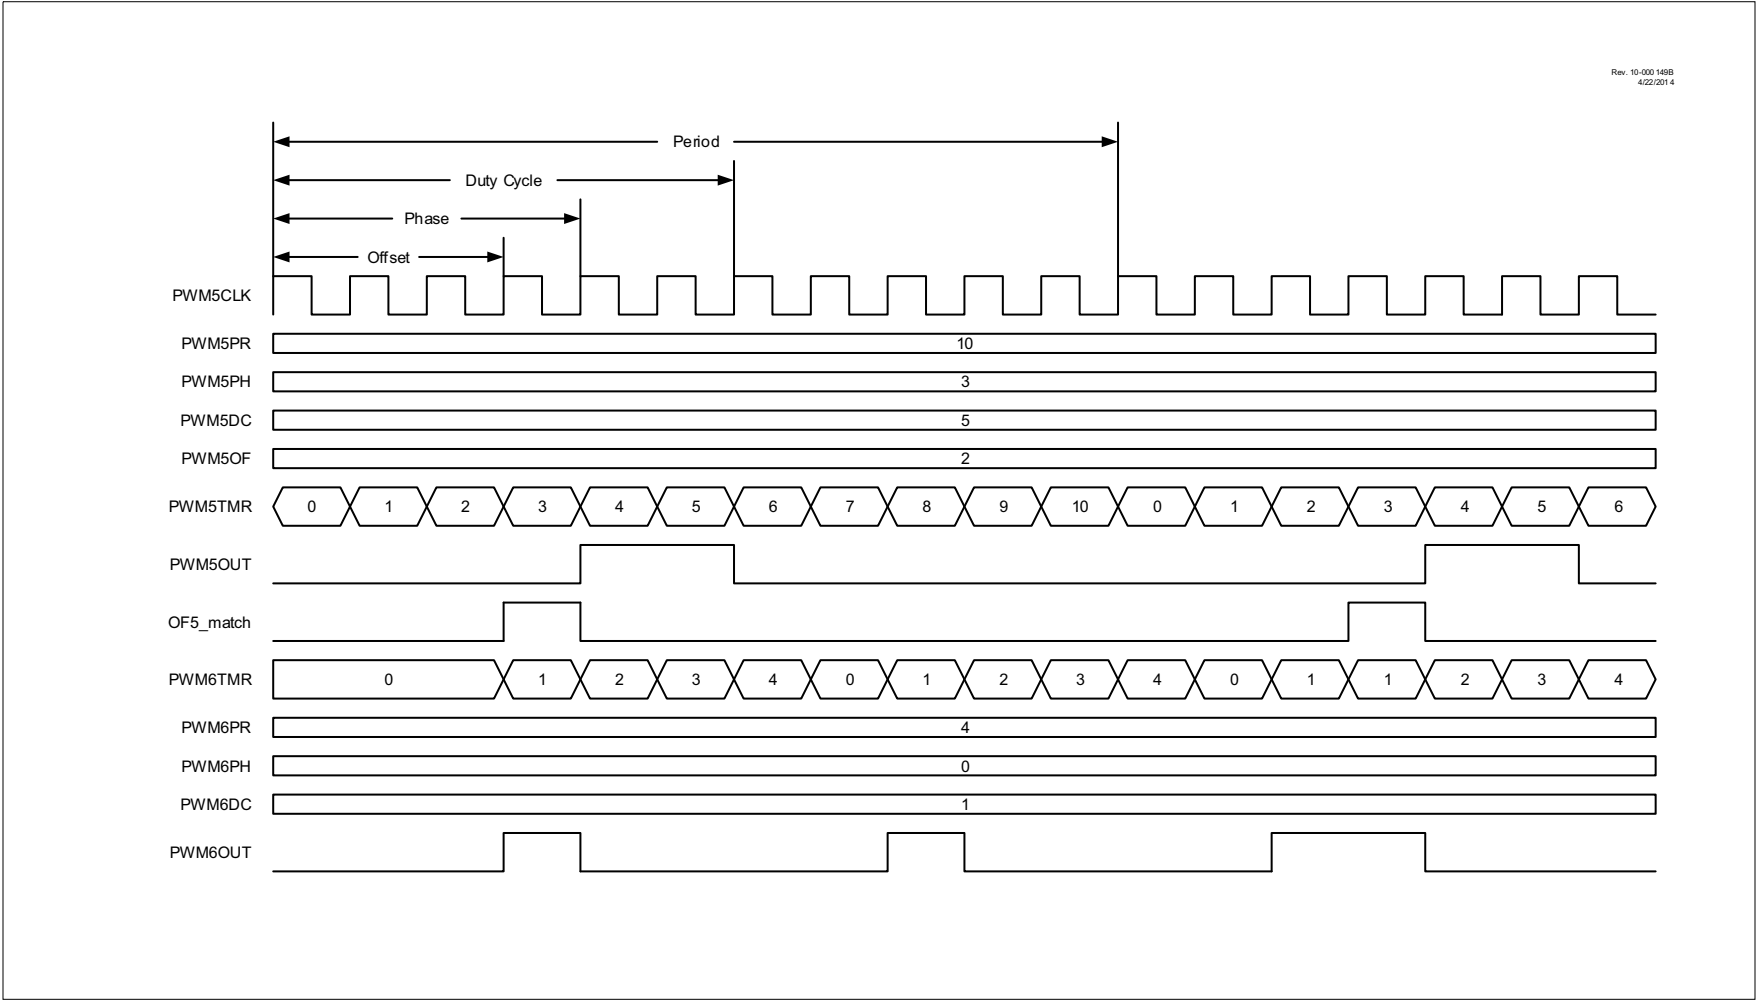 Rev. 10-000 149B
4/22/201 4
Period
Duty Cycle
Phase
Offset
PWM5CLK
PWM5PR 10
PWM5PH 3
PWM5DC 5
PWM5OF 2
PWM5TMR 0 1 2 3 4 5 6 7 8 9 10 0 1 2 3 4 5 6
PWM5OUT
OF5_match
PWM6TMR 0 1 2 3 4 0 1 2 3 4 0 1 1 2 3 4
PWM6PR 4
PWM6PH 0
PWM6DC 1
PWM6OUT